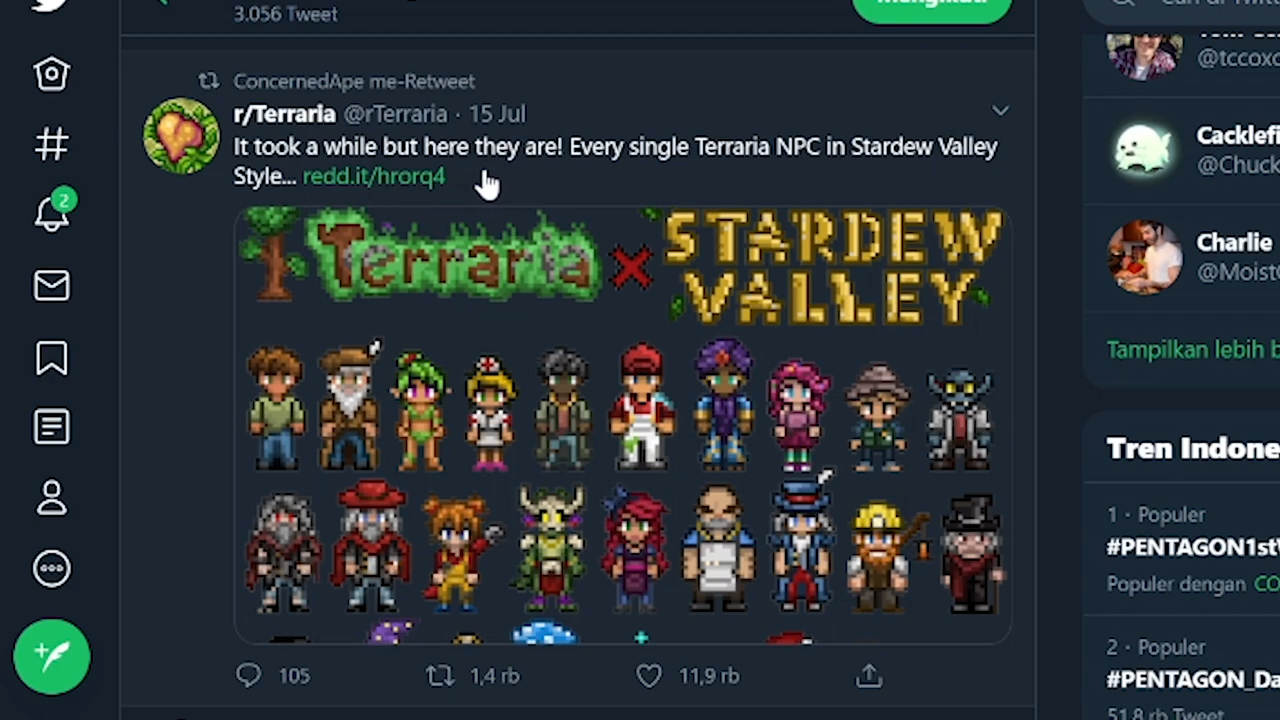 3.056 Tweet
ConcernedApe me-Retweet
r/Terraria @rTerraria · 15 Jul
It took a while but here they are! Every single Terraria NPC in Stardew Valley
Style... redd.it/hrorq4
Terraria
STARDEW
VALLEY
105
1,4 rb
11,9 rb
2
@tccoxc
Cacklefi
@Chuck
Charlie
@Moist
Tampilkan lebih b
Tren Indone
1 · Populer
#PENTAGON1st
Populer dengan CO
2 · Populer
#PENTAGON_Da
51,8 rb Tweet